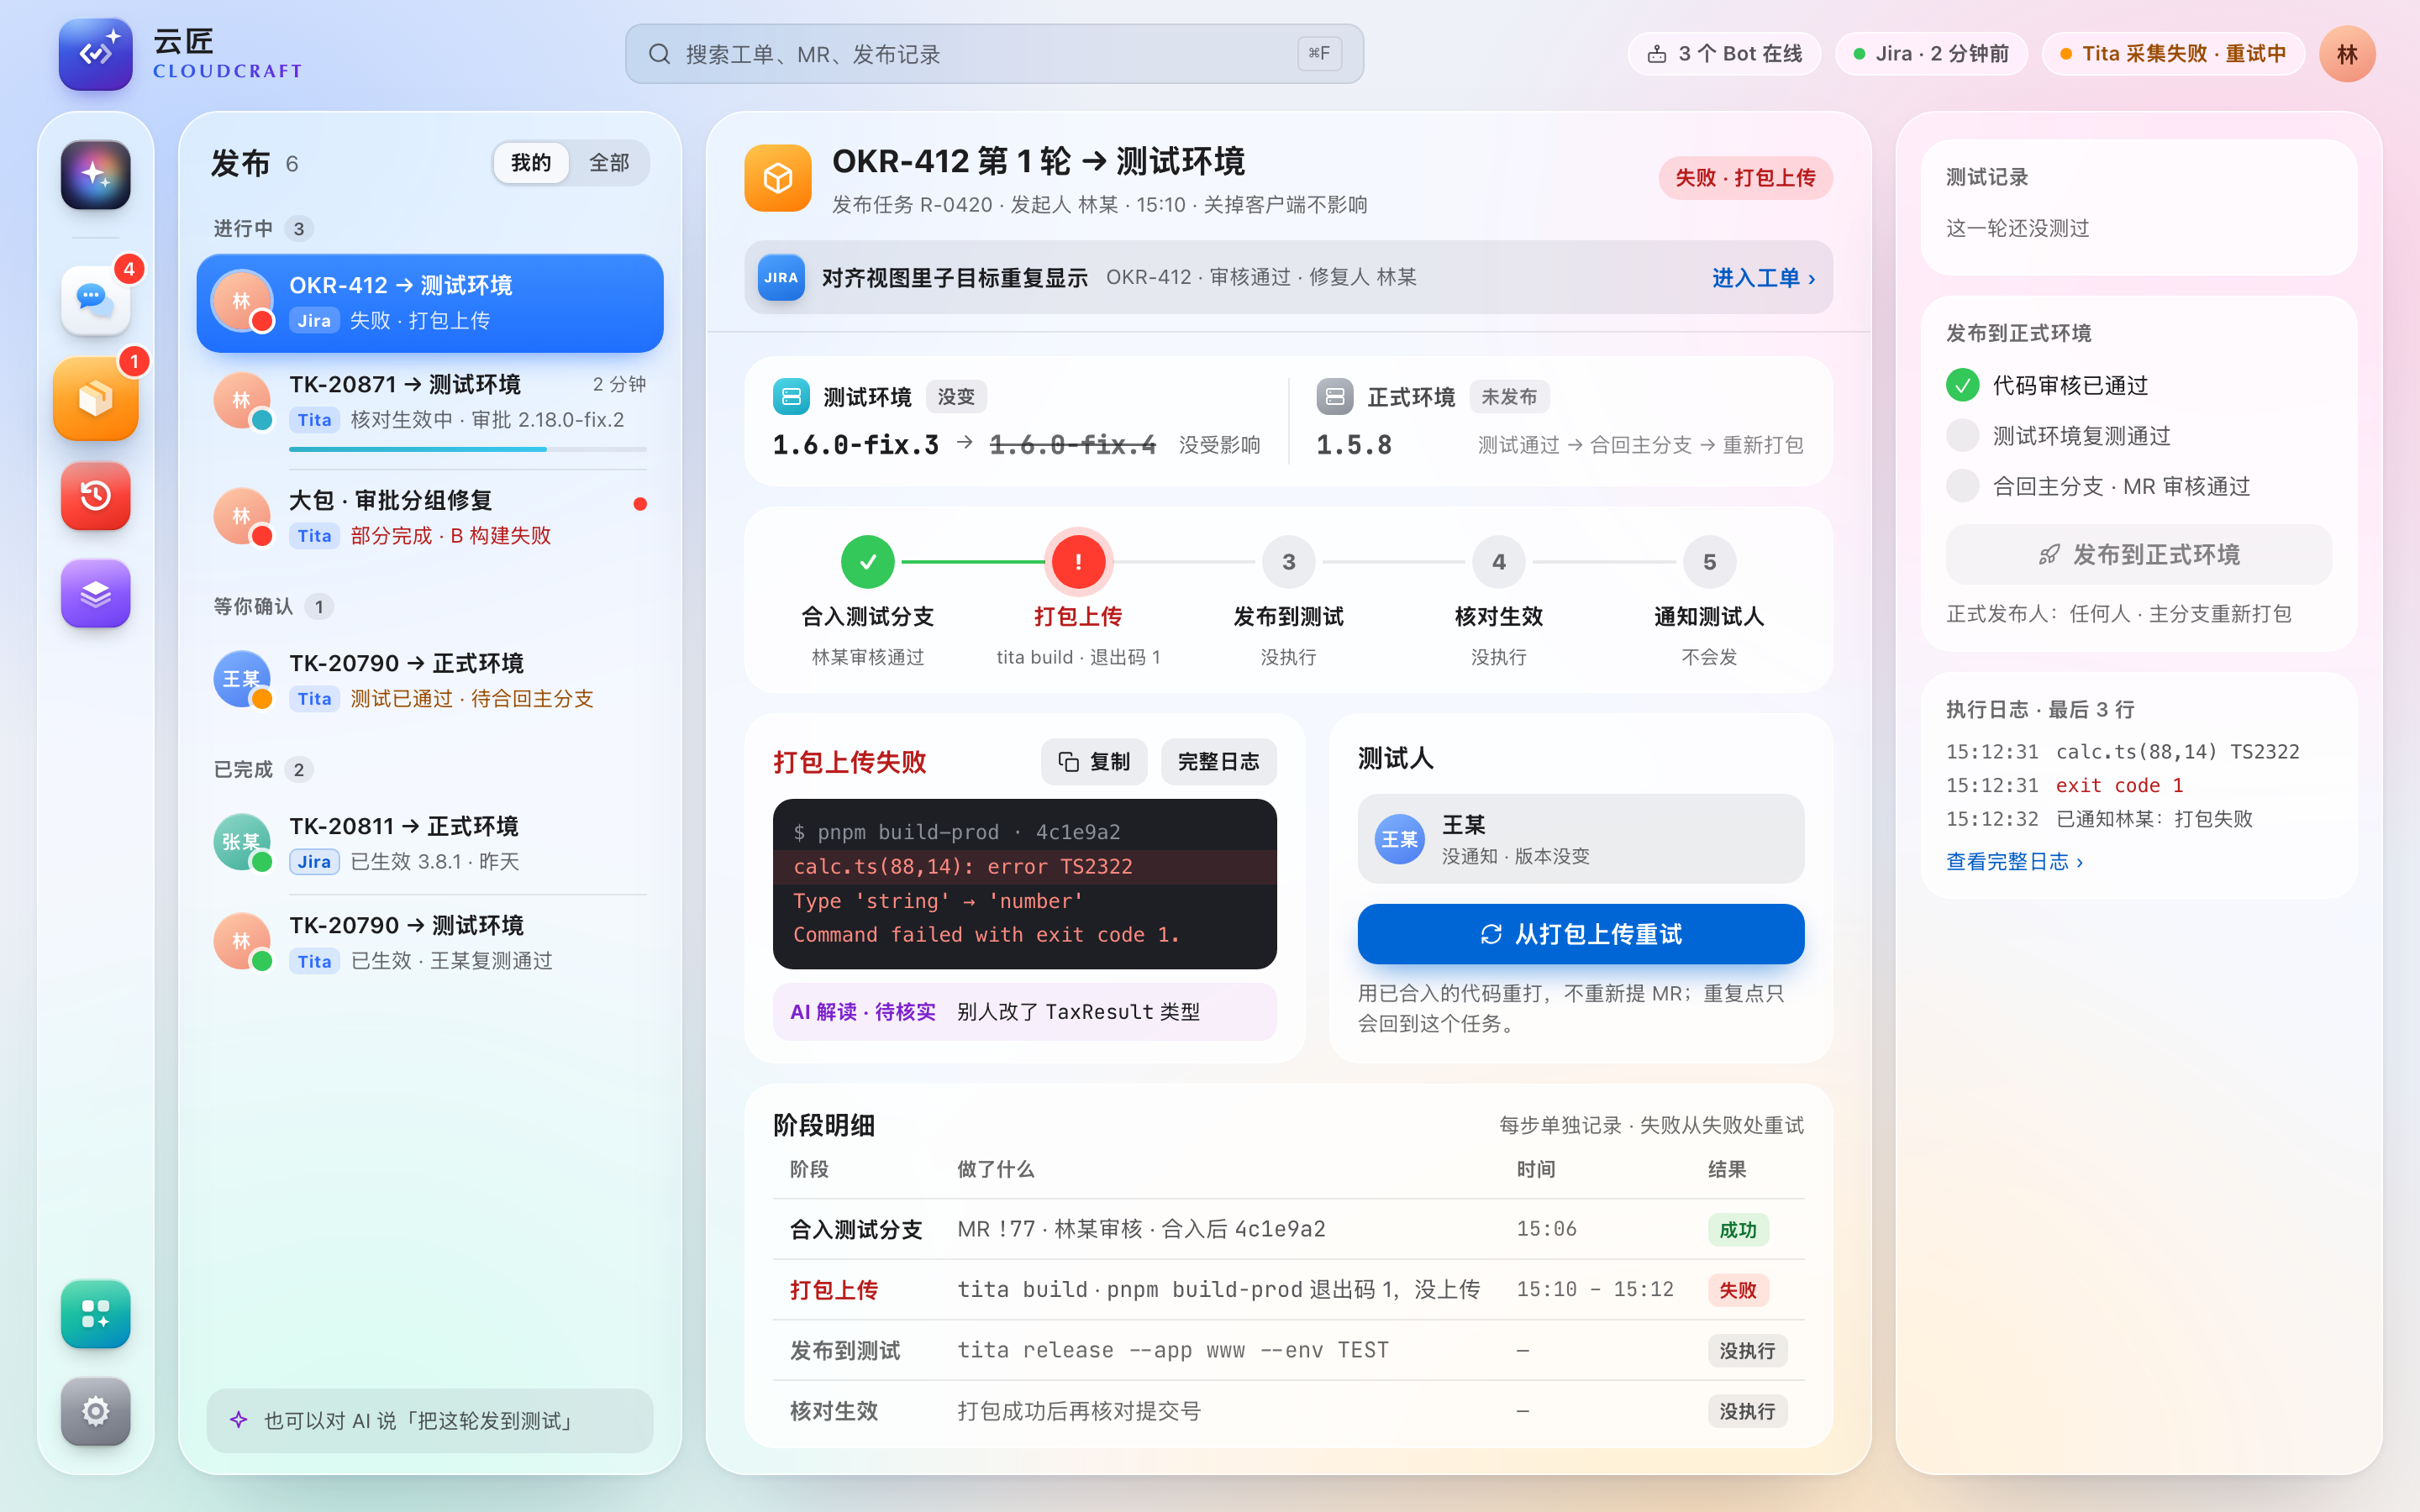 云匠
CLOUDCRAFT
搜索工单、MR、发布记录
⌘F
3 个 Bot 在线
Jira · 2 分钟前
Tita 采集失败 · 重试中
林
4
1
发布 6
我的
全部
进行中 3
林
OKR-412 → 测试环境
Jira 失败 · 打包上传
林
TK-20871 → 测试环境
2 分钟
Tita 核对生效中 · 审批 2.18.0-fix.2
林
大包 · 审批分组修复
Tita 部分完成 · B 构建失败
等你确认 1
王某
TK-20790 → 正式环境
Tita 测试已通过 · 待合回主分支
已完成 2
张某
TK-20811 → 正式环境
Jira 已生效 3.8.1 · 昨天
林
TK-20790 → 测试环境
Tita 已生效 · 王某复测通过
也可以对 AI 说「把这轮发到测试」
OKR-412 第 1 轮 → 测试环境
发布任务 R-0420 · 发起人 林某 · 15:10 · 关掉客户端不影响
失败 · 打包上传
JIRA 对齐视图里子目标重复显示 OKR-412 · 审核通过 · 修复人 林某
进入工单 ›
测试环境 没变
1.6.0-fix.3 → 1.6.0-fix.4 没受影响
正式环境 未发布
1.5.8 测试通过 → 合回主分支 → 重新打包
! 3 4 5
合入测试分支 打包上传 发布到测试 核对生效 通知测试人
林某审核通过 tita build · 退出码 1 没执行 没执行 不会发
打包上传失败
复制
完整日志
$ pnpm build-prod · 4c1e9a2
calc.ts(88,14): error TS2322
Type 'string' → 'number'
Command failed with exit code 1.
AI 解读 · 待核实 别人改了 TaxResult 类型
测试人
王某
王某
没通知 · 版本没变
从打包上传重试
用已合入的代码重打，不重新提 MR；重复点只
会回到这个任务。
阶段明细
每步单独记录 · 失败从失败处重试
阶段 做了什么 时间 结果
合入测试分支 MR !77 · 林某审核 · 合入后 4c1e9a2 15:06 成功
打包上传 tita build · pnpm build-prod 退出码 1，没上传 15:10 – 15:12 失败
发布到测试 tita release --app www --env TEST — 没执行
核对生效 打包成功后再核对提交号 — 没执行
测试记录
这一轮还没测过
发布到正式环境
代码审核已通过
测试环境复测通过
合回主分支 · MR 审核通过
发布到正式环境
正式发布人：任何人 · 主分支重新打包
执行日志 · 最后 3 行
15:12:31 calc.ts(88,14) TS2322
15:12:31 exit code 1
15:12:32 已通知林某：打包失败
查看完整日志 ›